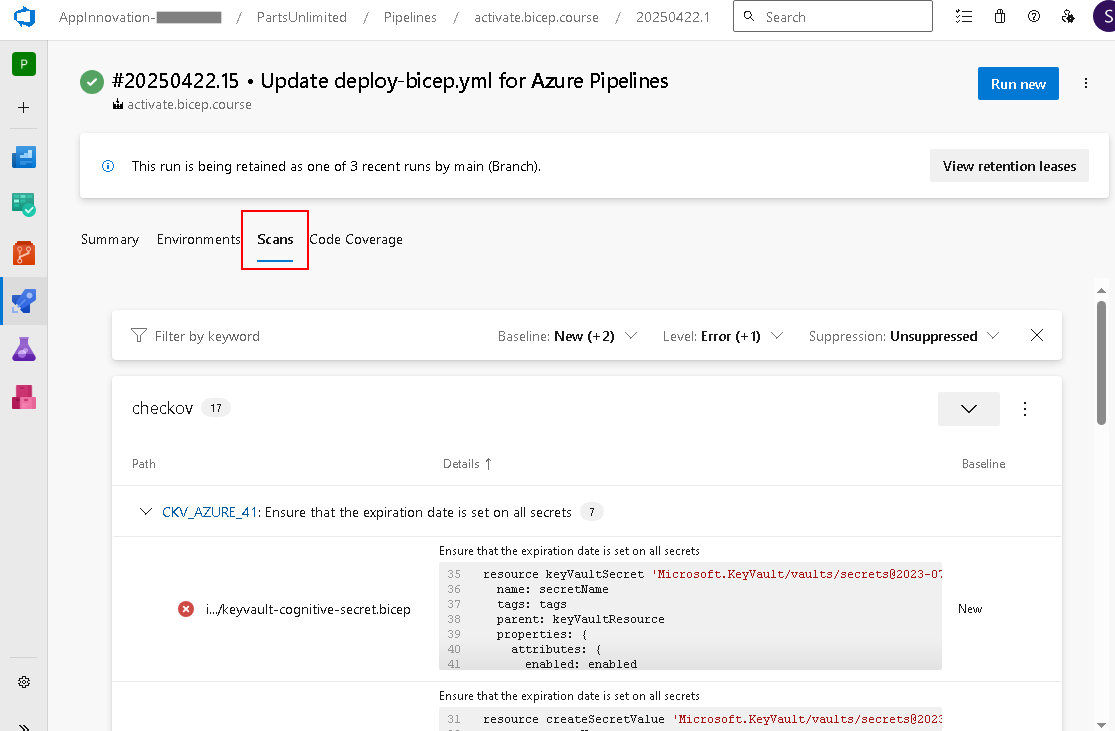 AppInnovation- / PartsUnlimited / Pipelines / activate.bicep.course / 20250422.1
Search
S
P
#20250422.15 • Update deploy-bicep.yml for Azure Pipelines
activate.bicep.course
Run new
This run is being retained as one of 3 recent runs by main (Branch).
View retention leases
Summary Environments Scans Code Coverage
Filter by keyword Baseline: New (+2) Level: Error (+1) Suppression: Unsuppressed
checkov 17
Path Details ↑ Baseline
CKV_AZURE_41: Ensure that the expiration date is set on all secrets 7
Ensure that the expiration date is set on all secrets
35 resource keyVaultSecret 'Microsoft.KeyVault/vaults/secrets@2023-07
36 name: secretName
37 tags: tags
38 parent: keyVaultResource
39 properties: {
40 attributes: {
41 enabled: enabled
i.../keyvault-cognitive-secret.bicep
New
Ensure that the expiration date is set on all secrets
31 resource createSecretValue 'Microsoft.KeyVault/vaults/secrets@2023